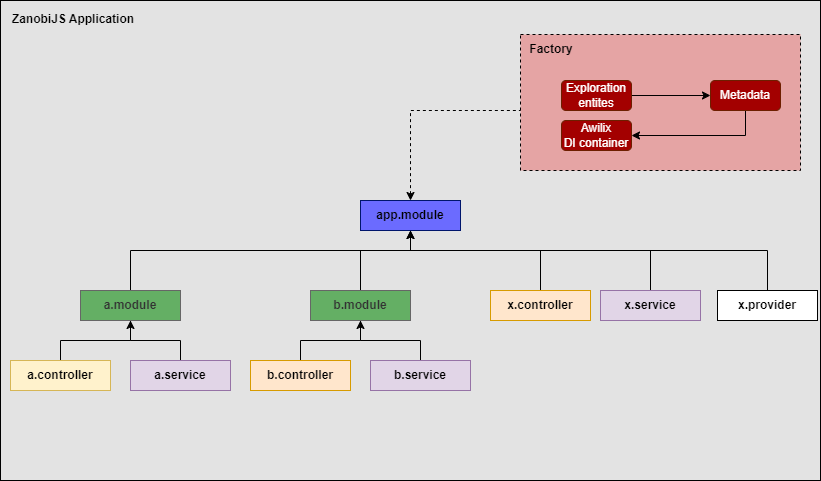 ZanobiJS Application
Factory
Exploration
entites
Metadata
Awilix
DI container
app.module
a.module
b.module
x.controller
x.service
x.provider
a.controller
a.service
b.controller
b.service